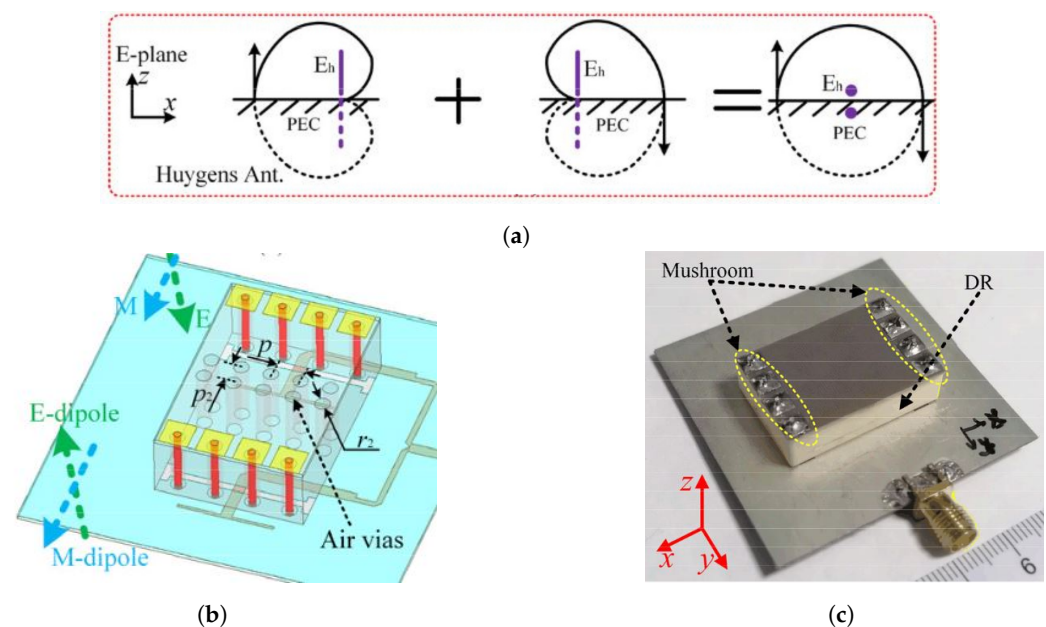 E-plane
z
x
Eh
PEC
Eh
PEC
Eh
PEC
Huygens Ant.
(a)
M
E
p
p2
E-dipole
r2
M-dipole
Air vias
(b)
Mushroom
DR
z
x
y
6
(c)